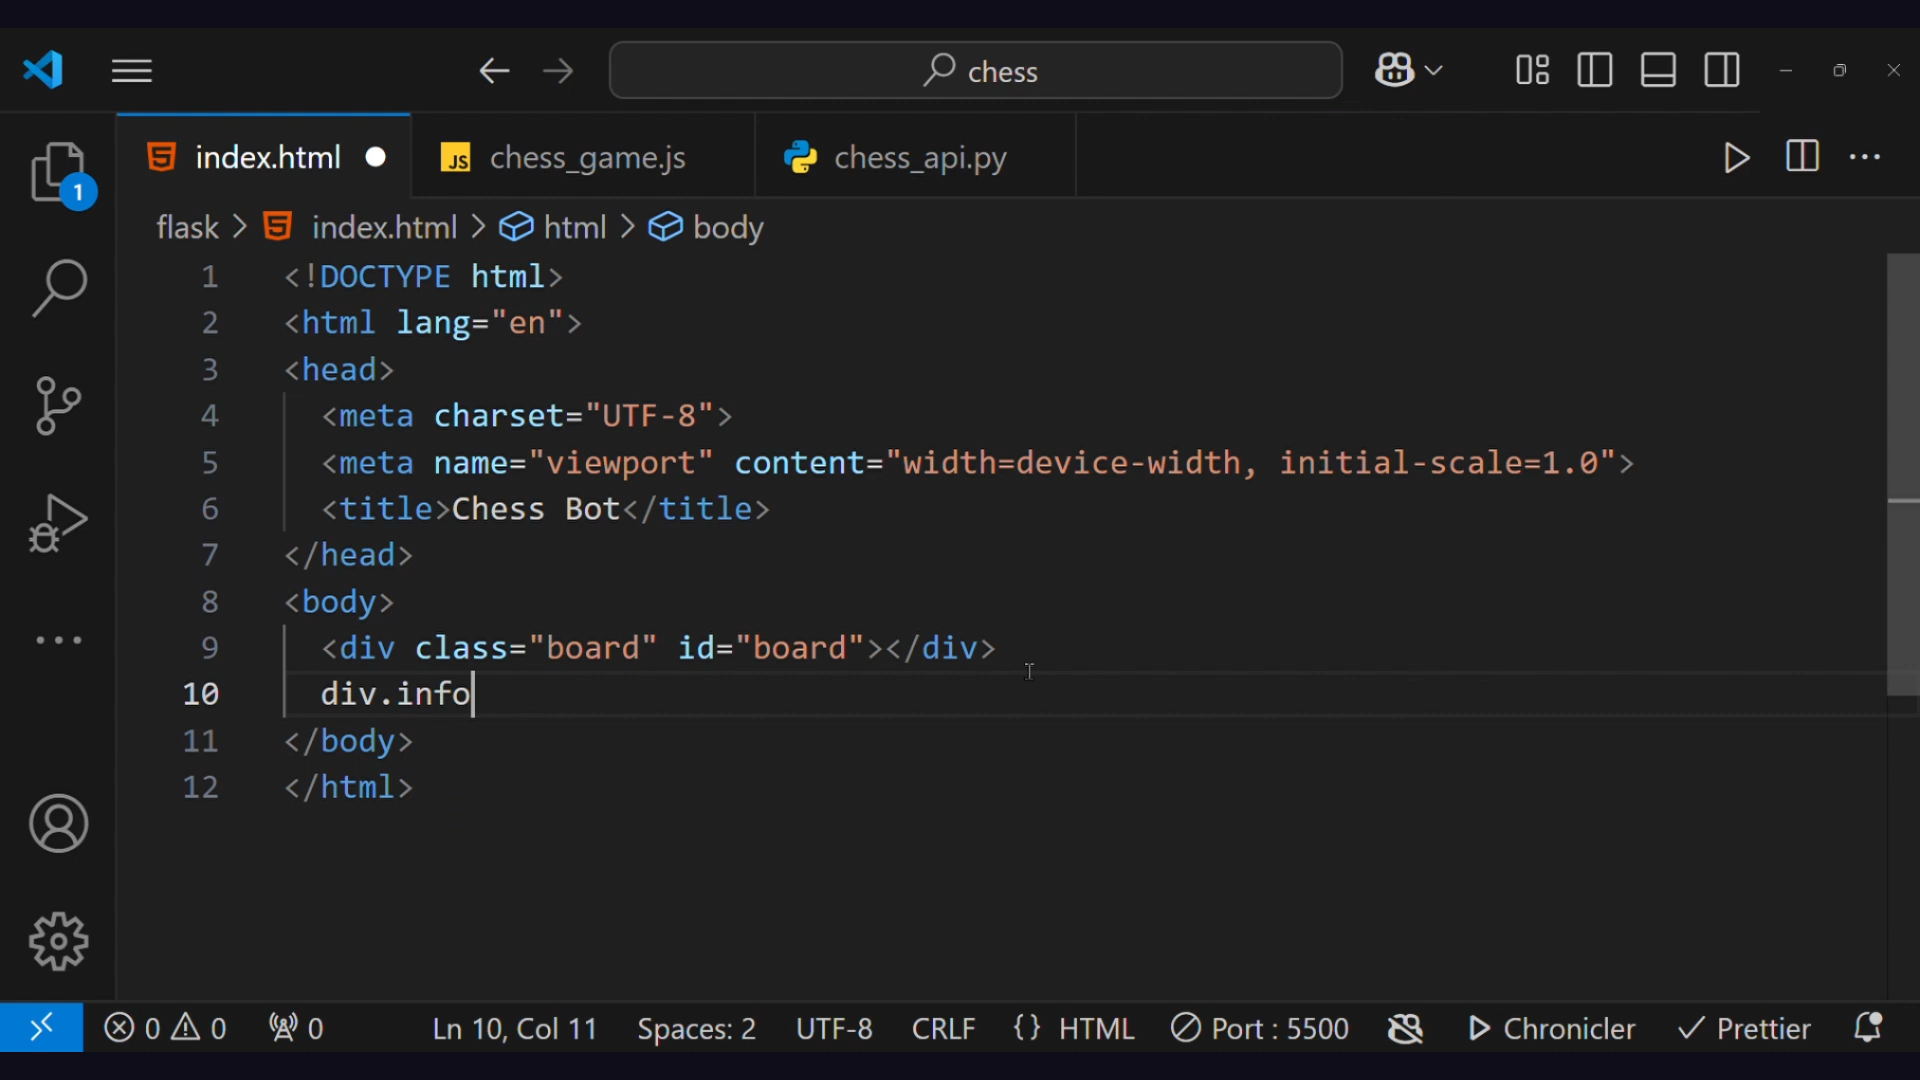 chess
index.html
JS chess_game.js
chess_api.py
1
flask > index.html > html > body
1 <!DOCTYPE html>
2 <html lang="en">
3 <head>
4 <meta charset="UTF-8">
5 <meta name="viewport" content="width=device-width, initial-scale=1.0">
6 <title>Chess Bot</title>
7 </head>
8 <body>
9 <div class="board" id="board"></div>
10 div.info
11 </body>
12 </html>
0 0 0 Ln 10, Col 11 Spaces: 2 UTF-8 CRLF {} HTML Port : 5500 Chronicler Prettier